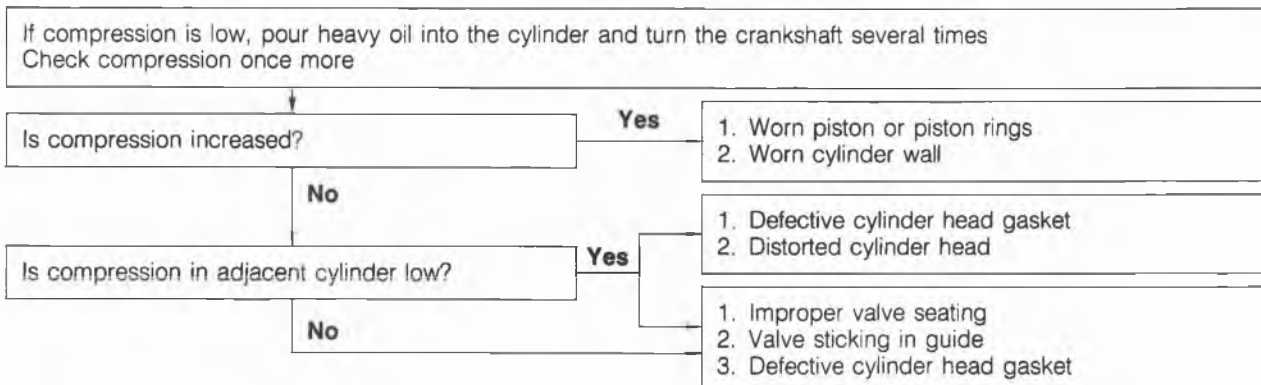 If compression is low, pour heavy oil into the cylinder and turn the crankshaft several times
Check compression once more
Is compression increased?
Yes
1. Worn piston or piston rings
2. Worn cylinder wall
No
Is compression in adjacent cylinder low?
Yes
1. Defective cylinder head gasket
2. Distorted cylinder head
No
1. Improper valve seating
2. Valve sticking in guide
3. Defective cylinder head gasket